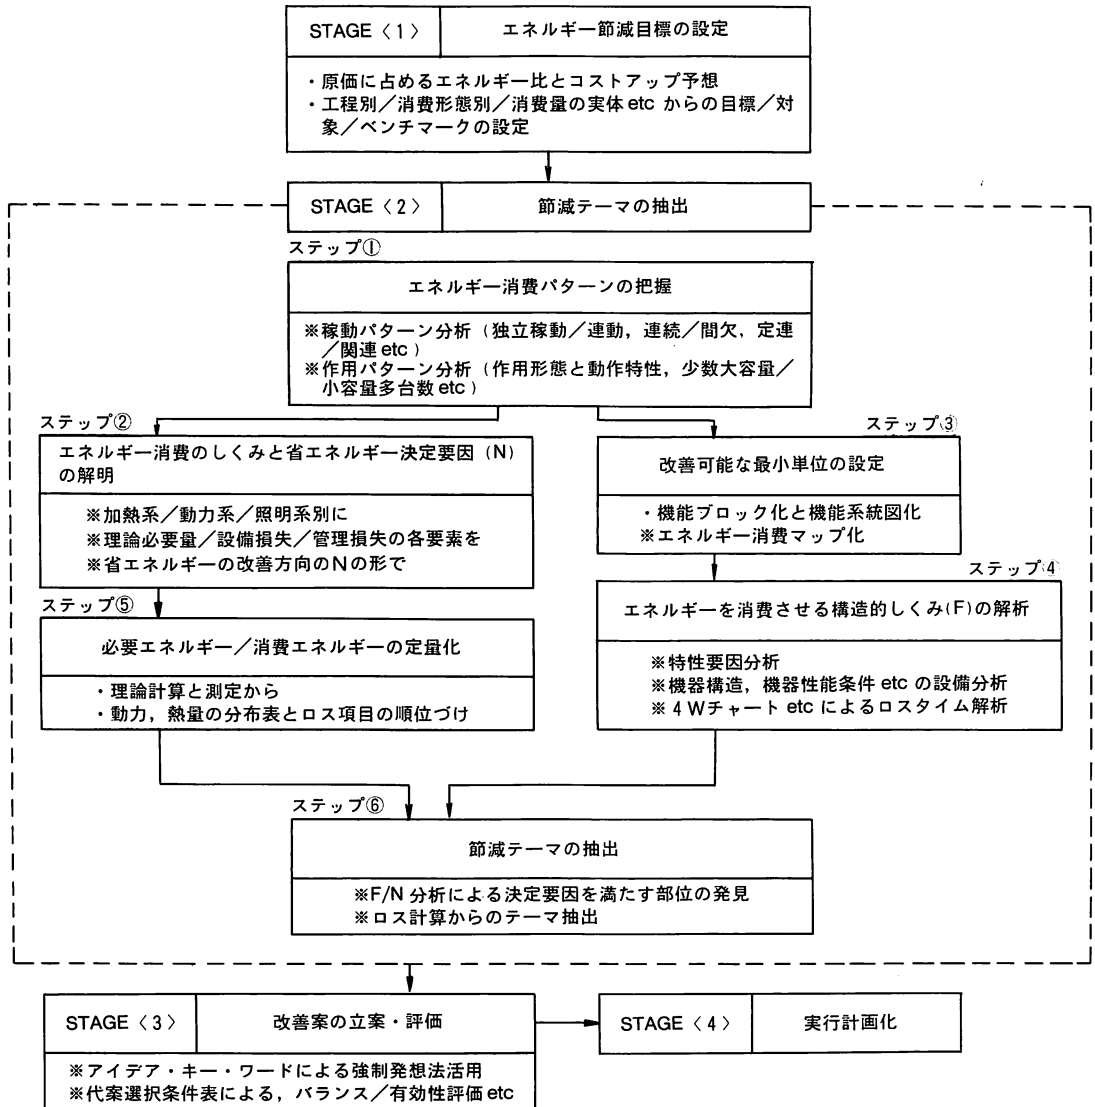 STAGE〈1〉 エネルギー節減目標の設定
・原価に占めるエネルギー比とコストアップ予想
・工程別／消費形態別／消費量の実体 etc からの目標／対
象／ベンチマークの設定
STAGE〈2〉 節減テーマの抽出
ステップ①
エネルギー消費パターンの把握
※稼動パターン分析（独立稼動／連動，連続／間欠，定連
／関連 etc）
※作用パターン分析（作用形態と動作特性，少数大容量／
小容量多台数 etc）
ステップ②
エネルギー消費のしくみと省エネルギー決定要因（N）
の解明
※加熱系／動力系／照明系別に
※理論必要量／設備損失／管理損失の各要素を
※省エネルギーの改善方向のNの形で
ステップ③
改善可能な最小単位の設定
・機能ブロック化と機能系統図化
※エネルギー消費マップ化
ステップ④
エネルギーを消費させる構造的しくみ(F)の解析
※特性要因分析
※機器構造，機器性能条件 etc の設備分析
※4Wチャート etc によるロスタイム解析
ステップ⑤
必要エネルギー／消費エネルギーの定量化
・理論計算と測定から
・動力，熱量の分布表とロス項目の順位づけ
ステップ⑥
節減テーマの抽出
※F/N 分析による決定要因を満たす部位の発見
※ロス計算からのテーマ抽出
STAGE〈3〉 改善案の立案・評価
※アイデア・キー・ワードによる強制発想法活用
※代案選択条件表による，バランス／有効性評価 etc
STAGE〈4〉 実行計画化